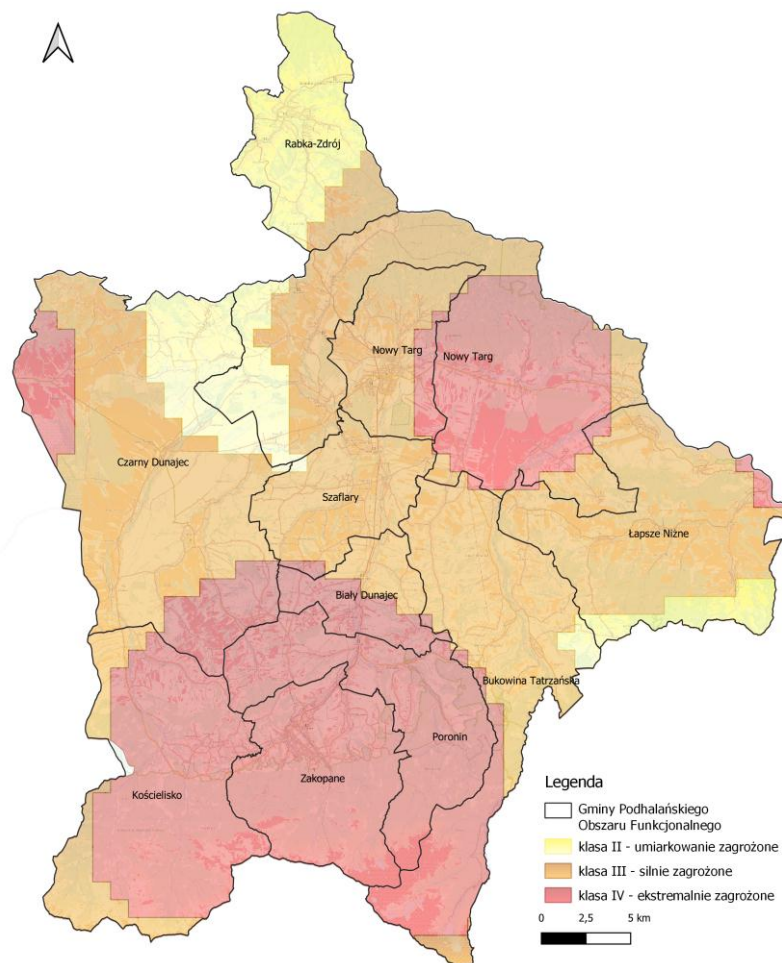 Rabka-Zdrój
Nowy Targ
Nowy Targ
Czarny Dunajec
Szaflary
Łapsze Niżne
Biały Dunajec
Bukowina Tatrzańska
Poronin
Zakopane
Kościelisko
Legenda
Gminy Podhalańskiego
Obszaru Funkcjonalnego
klasa II - umiarkowanie zagrożone
klasa III - silnie zagrożone
klasa IV - ekstremalnie zagrożone
0 2,5 5 km